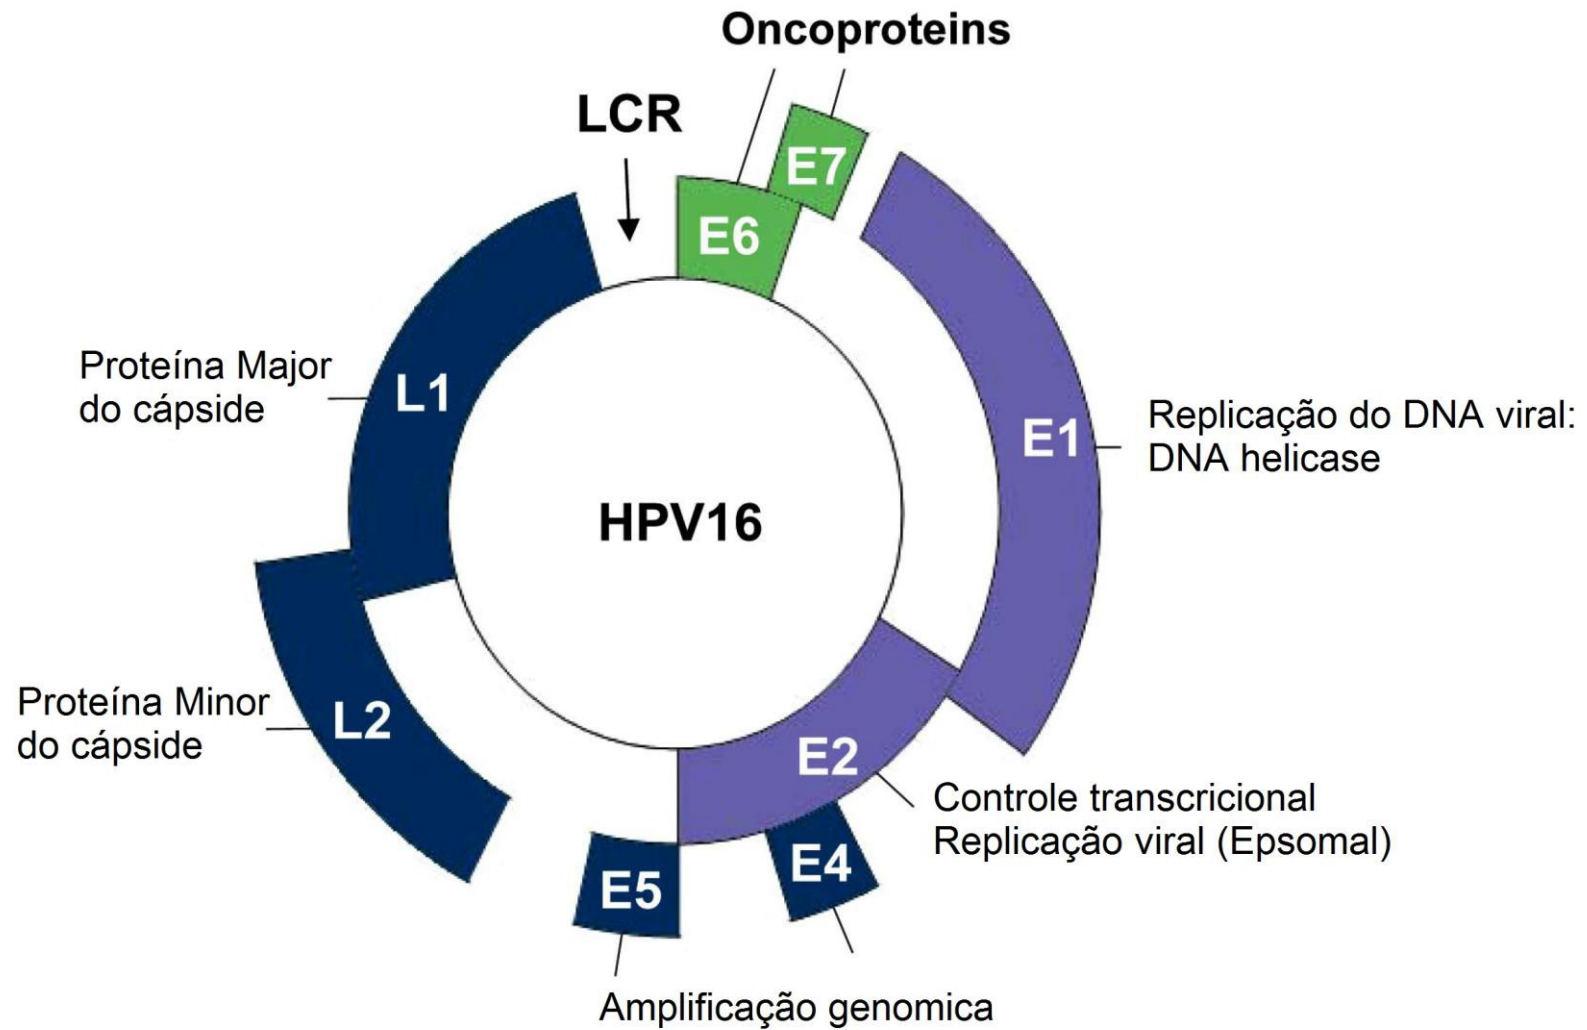 Oncoproteins
LCR
E7
E6
L1
Proteína Major
do cápside
E1
Replicação do DNA viral:
DNA helicase
HPV16
Proteína Minor
do cápside
L2
E2
Controle transcricional
Replicação viral (Epsomal)
E4
E5
Amplificação genomica